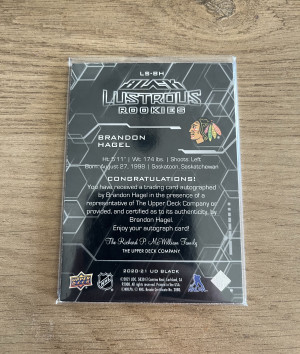 LS-BH
BLACK
LUSTROUS
ROOKIES
BRANDON
HAGEL
Ht: 5'11" | Wt: 174 lbs. | Shoots: Left
Born: August 27, 1998 | Saskatoon, Saskatchewan
CONGRATULATIONS!
You have received a trading card autographed
by Brandon Hagel in the presence of a
representative of The Upper Deck Company or
provided, and certified as to its authenticity, by
Brandon Hagel.
Enjoy your autograph card!
The Richard P. McWilliam Family
THE UPPER DECK COMPANY
2020-21 UD BLACK
UPPER DECK
NHL